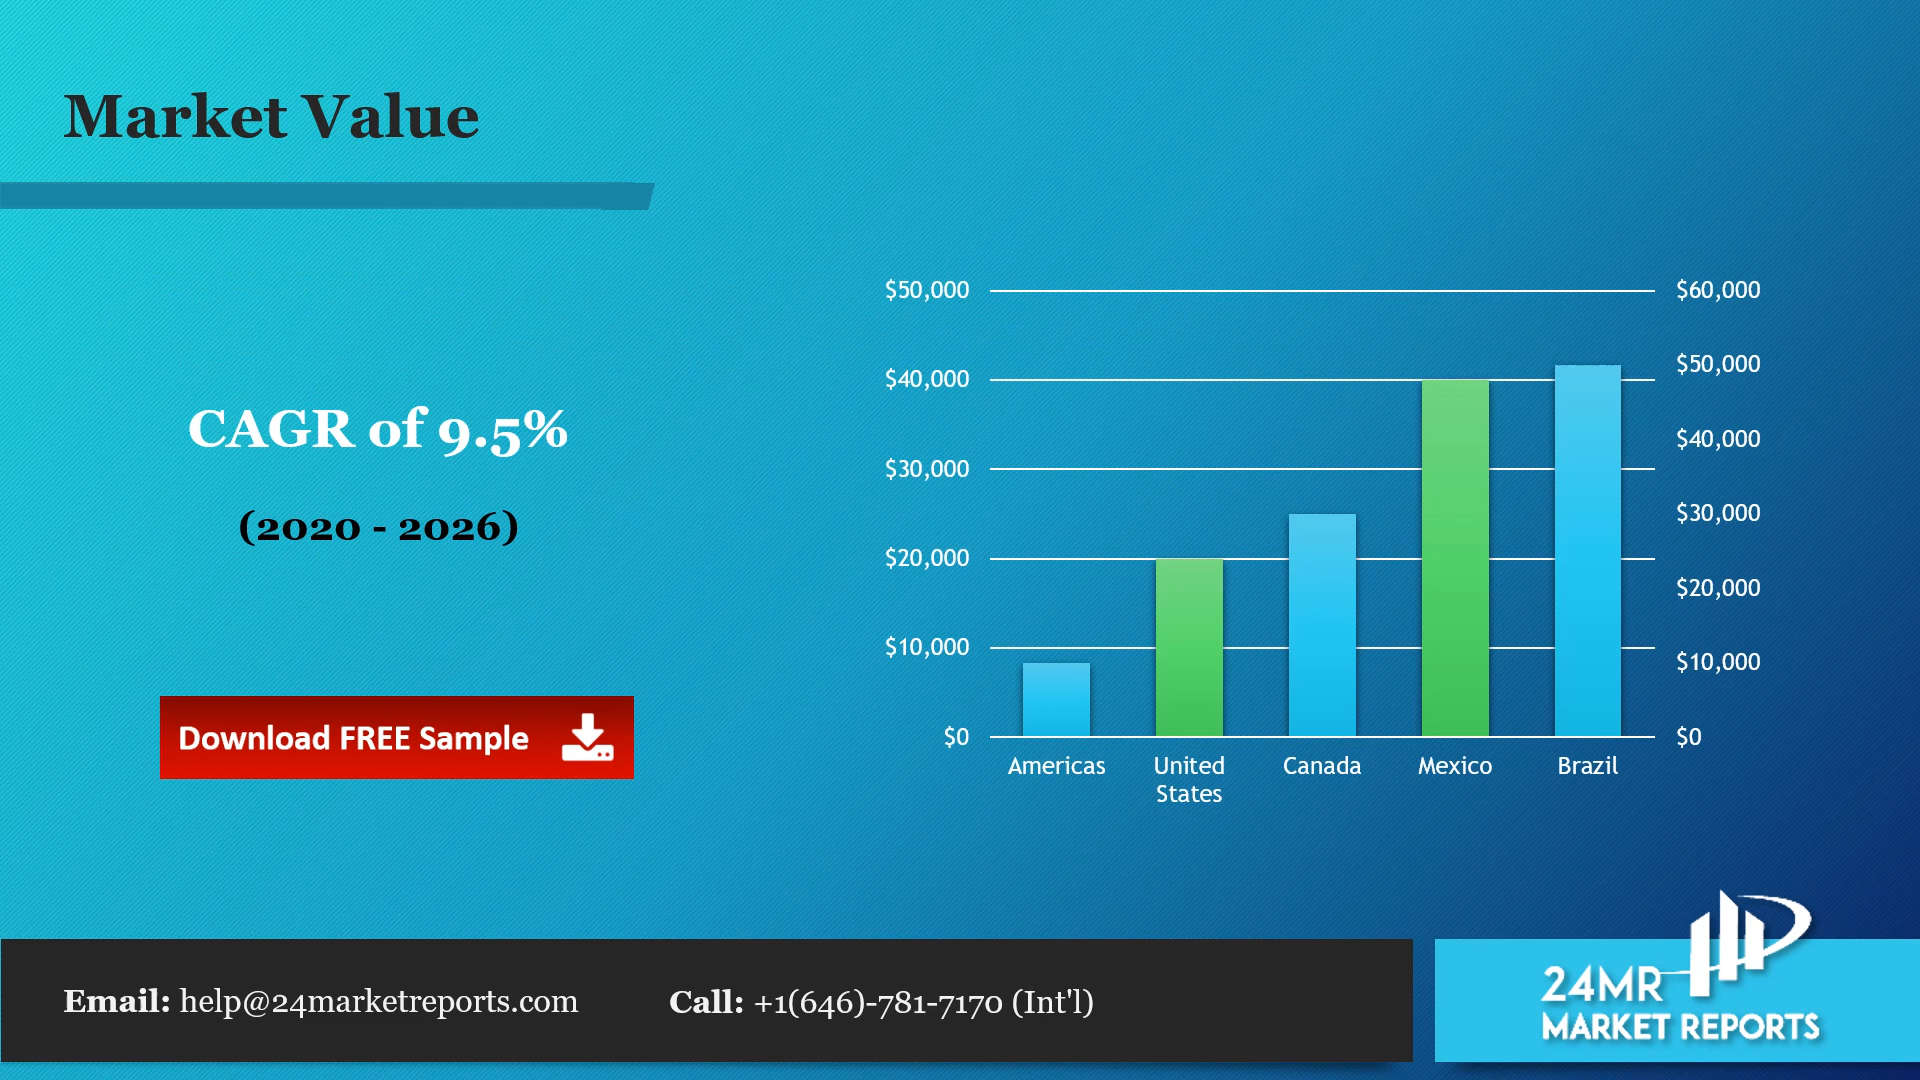 Market Value
CAGR of 9.5%
(2020 - 2026)
Download FREE Sample
$50,000
$40,000
$30,000
$20,000
$10,000
$0
$60,000
$50,000
$40,000
$30,000
$20,000
$10,000
$0
Americas
United
States
Canada
Mexico
Brazil
Email: help@24marketreports.com
Call: +1(646)-781-7170 (Int'l)
24MR
MARKET REPORTS